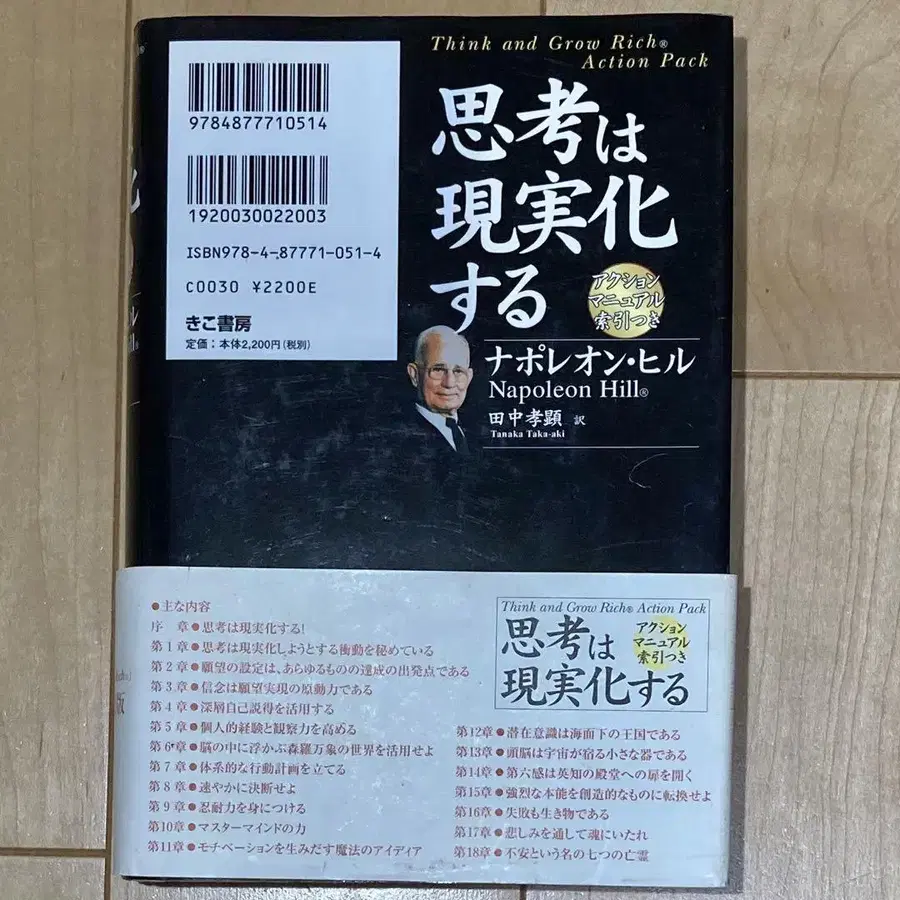 9784877710514
1920030022003
ISBN978-4-87771-051-4
C0030 ¥2200E
きこ書房
定価：本体2,200円(税別)
Think and Grow Rich®
Action Pack
思考は
現実化
する
アクション
マニュアル
索引つき
ナポレオン・ヒル
Napoleon Hill®
田中孝顕 訳
Tanaka Taka-aki
●主な内容
序　章●思考は現実化する!
第1章●思考は現実化しようとする衝動を秘めている
第2章●願望の設定は、あらゆるものの達成の出発点である
第3章●信念は願望実現の原動力である
第4章●深層自己説得を活用する
第5章●個人的経験と観察力を高める
第6章●脳の中に浮かぶ森羅万象の世界を活用せよ
第7章●体系的な行動計画を立てる
第8章●速やかに決断せよ
第9章●忍耐力を身につける
第10章●マスターマインドの力
第11章●モチベーションを生みだす魔法のアイディア
Think and Grow Rich® Action Pack
思考は
現実化する
アクション
マニュアル
索引つき
第12章●潜在意識は海面下の王国である
第13章●頭脳は宇宙が宿る小さな器である
第14章●第六感は英知の殿堂への扉を開く
第15章●強烈な本能を創造的なものに転換せよ
第16章●失敗も生き物である
第17章●悲しみを通して魂にいたれ
第18章●不安という名の七つの亡霊